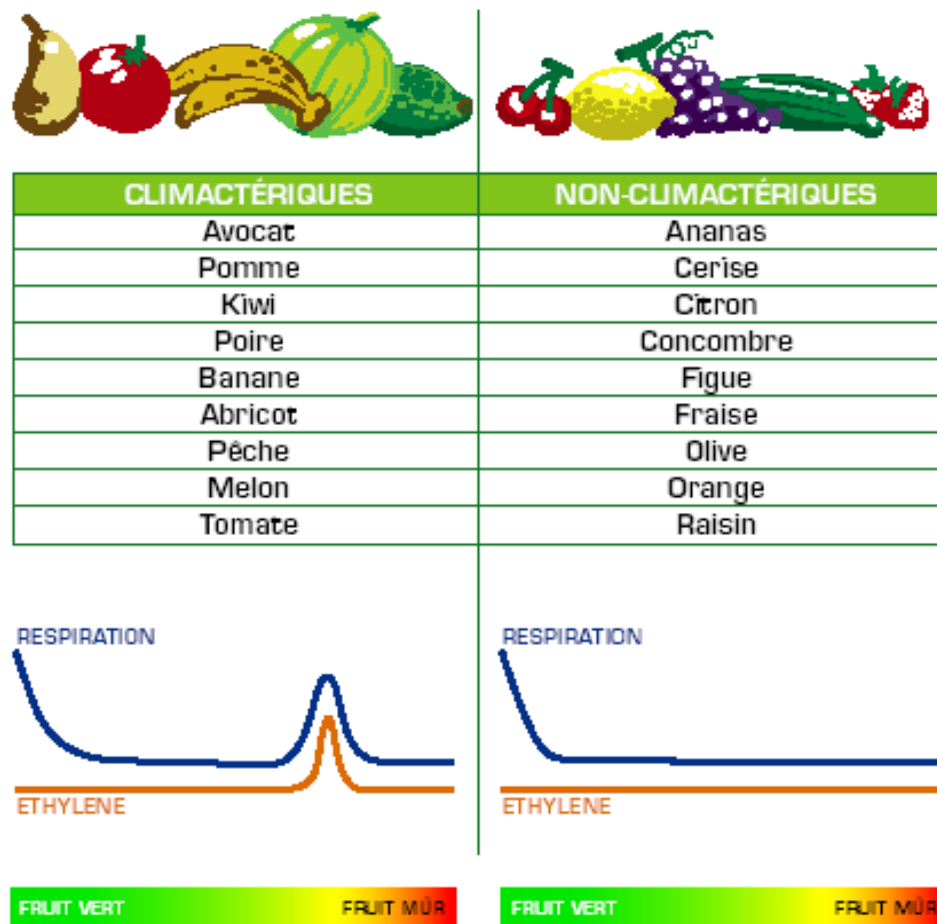 CLIMACTÉRIQUES NON-CLIMACTÉRIQUES
Avocat Ananas
Pomme Cerise
Kiwi Citron
Poire Concombre
Banane Figue
Abricot Fraise
Pêche Olive
Melon Orange
Tomate Raisin
RESPIRATION RESPIRATION
ETHYLENE ETHYLENE
FRUIT VERT FRUIT MÛR FRUIT VERT FRUIT MÛR